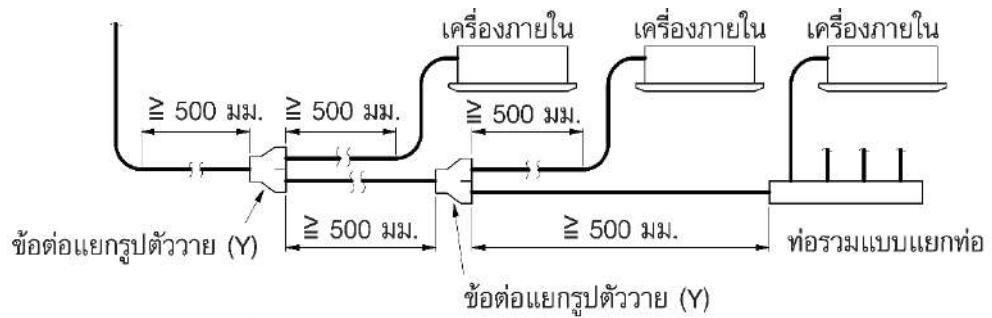 เครื่องภายใน เครื่องภายใน เครื่องภายใน
≧ 500 มม. ≧ 500 มม. ≧ 500 มม.
≧ 500 มม. ≧ 500 มม. ท่อรวมแบบแยกท่อ
ข้อต่อแยกรูปตัววาย (Y)
ข้อต่อแยกรูปตัววาย (Y)